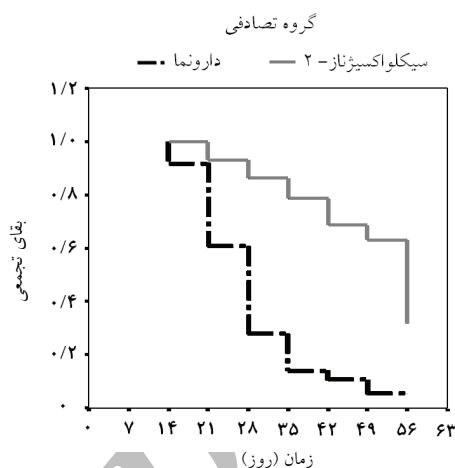 گروه تصادفی
سیکلواکسیژناز-۲ دارونما
۱/۲
۱/۰
۰/۸
۰/۶
۰/۴
۰/۲
۰
بقای تجمعی
۰ ۷ ۱۴ ۲۱ ۲۸ ۳۵ ۴۲ ۴۹ ۵۶ ۶۳
زمان (روز)